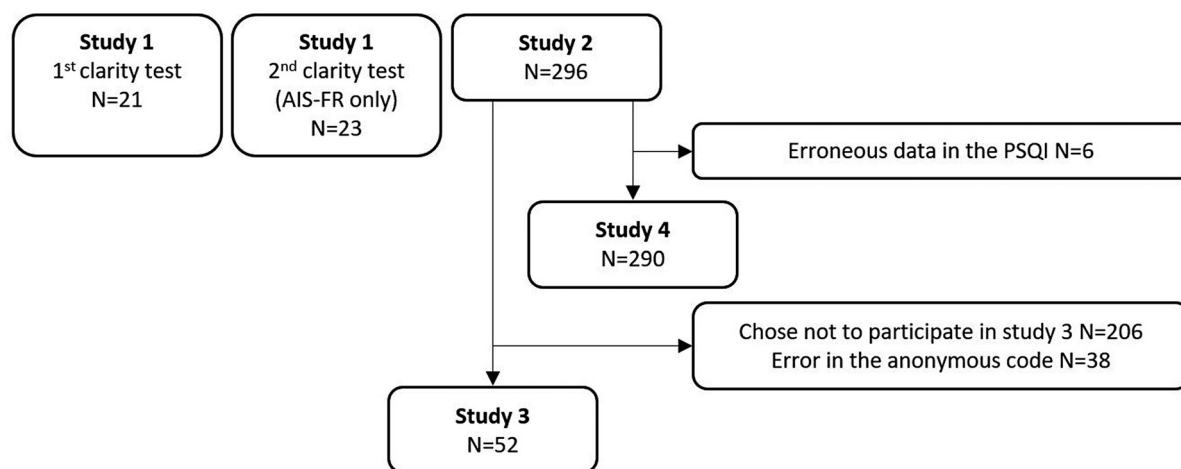 Study 1
1st clarity test
N=21
Study 1
2nd clarity test
(AIS-FR only)
N=23
Study 2
N=296
Erroneous data in the PSQI N=6
Study 4
N=290
Chose not to participate in study 3 N=206
Error in the anonymous code N=38
Study 3
N=52